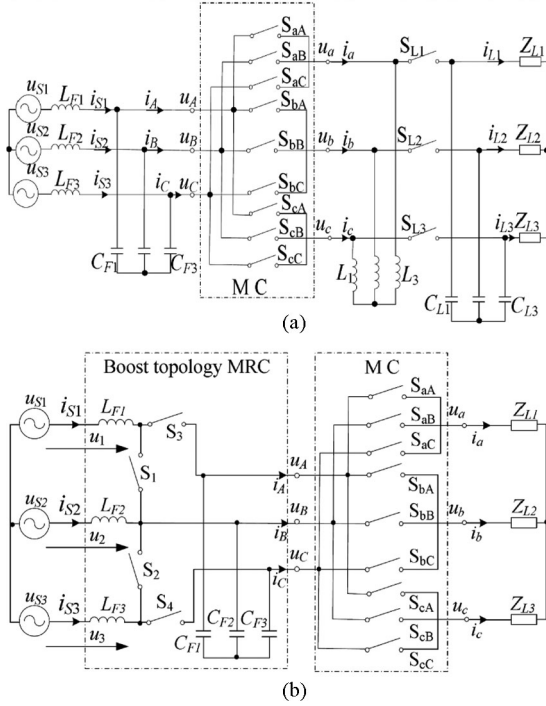 S_aA
u_a i_a S_L1 i_L1 Z_L1
S_aB
u_S1 L_F1 i_S1 i_A u_A S_aC
S_bA
u_S2 L_F2 i_S2 i_B u_B S_bB u_b i_b S_L2 i_L2 Z_L2
u_S3 L_F3 i_S3 i_C u_C S_bC
S_cA u_c i_c S_L3 i_L3 Z_L3
S_cB
C_F1 C_F3 S_cC L_1 L_3 C_L1 C_L3
M C
(a)
Boost topology MRC M C
u_S1 i_S1 L_F1 S_3 S_aA
u_1 S_1 S_aB u_a i_a Z_L1
S_aC
u_A i_A S_bA
u_S2 i_S2 L_F2 u_B i_B S_bB u_b i_b Z_L2
u_2 S_2 u_C i_C S_bC
u_S3 i_S3 L_F3 S_4 S_cA u_c i_c Z_L3
u_3 C_F1 C_F2 C_F3 S_cB
S_cC
(b)